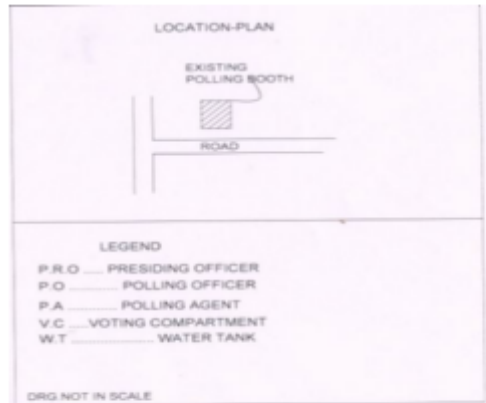 LOCATION-PLAN
EXISTING
POLLING BOOTH
ROAD
LEGEND
P.R.O ..... PRESIDING OFFICER
P.O ............... POLLING OFFICER
P.A ............... POLLING AGENT
V.C .....VOTING COMPARTMENT
W.T ......................... WATER TANK
DRG.NOT IN SCALE